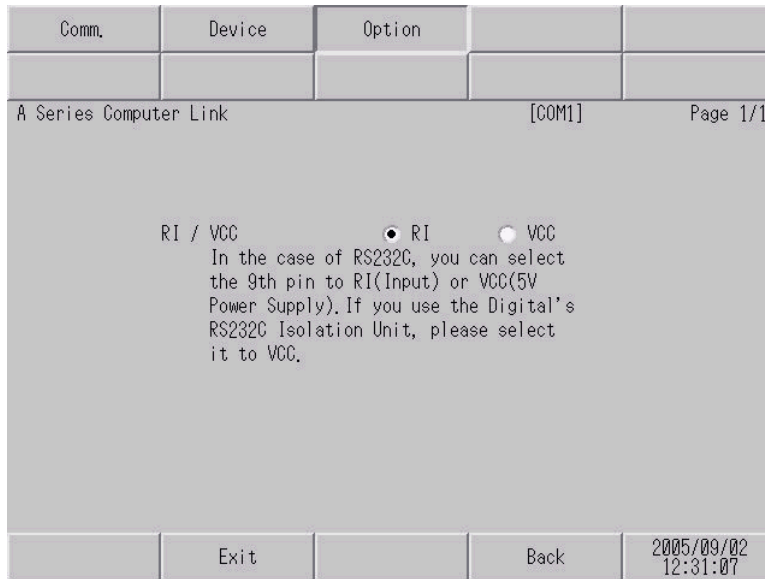 Comm. Device Option
A Series Computer Link [COM1] Page 1/1
RI / VCC RI VCC
In the case of RS232C, you can select
the 9th pin to RI(Input) or VCC(5V
Power Supply).If you use the Digital's
RS232C Isolation Unit, please select
it to VCC.
Exit Back 2005/09/02
12:31:07